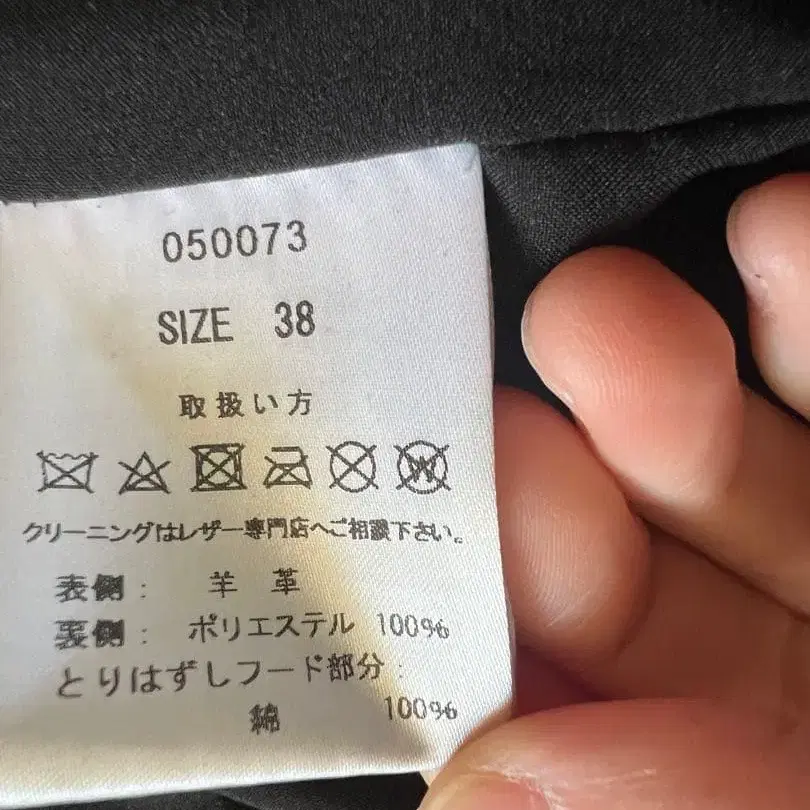 050073
SIZE 38
取扱い方
クリーニングはレザー専門店へご相談下さい。
表側： 羊 革
裏側： ポリエステル 100%
とりはずしフード部分：
綿 100%